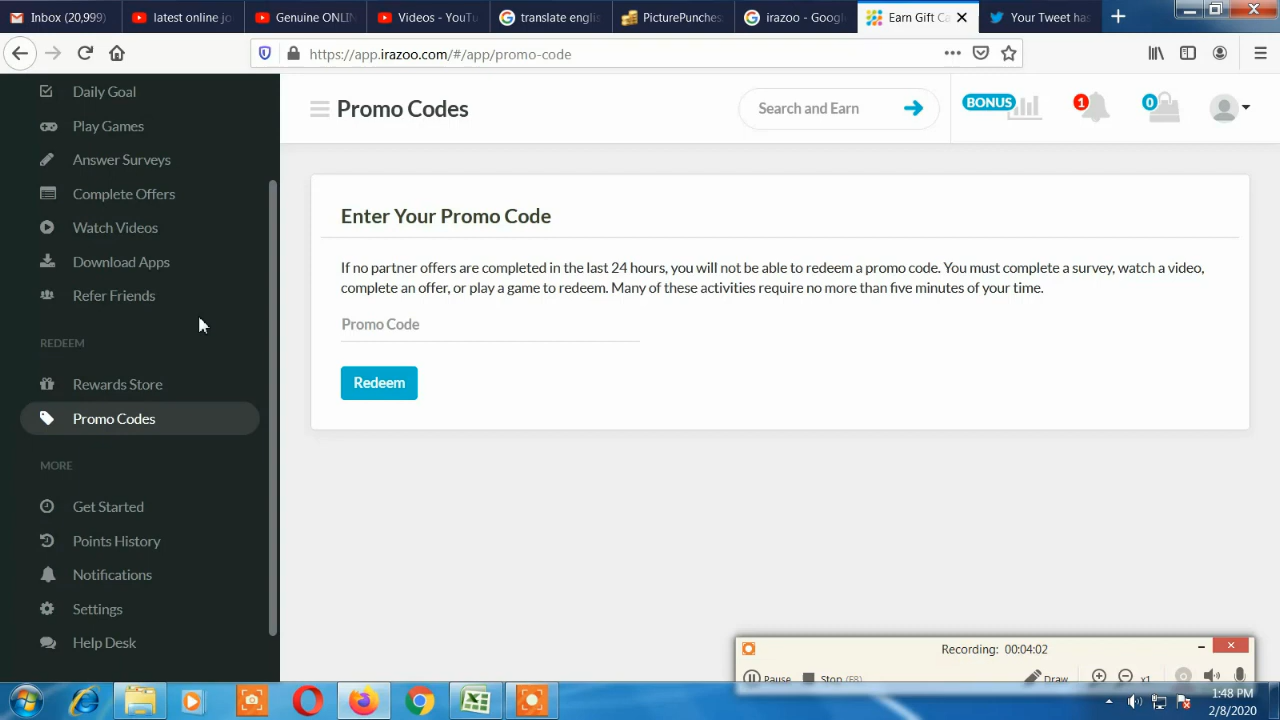 Inbox (20,999)
latest online jo
Genuine ONLIN
Videos - YouTu
translate englis
PicturePunches
irazoo - Google
Earn Gift Ca
Your Tweet has
https://app.irazoo.com/#/app/promo-code
Daily Goal
Play Games
Answer Surveys
Complete Offers
Watch Videos
Download Apps
Refer Friends
REDEEM
Rewards Store
Promo Codes
MORE
Get Started
Points History
Notifications
Settings
Help Desk
Promo Codes
Search and Earn
BONUS
1
0
Enter Your Promo Code
If no partner offers are completed in the last 24 hours, you will not be able to redeem a promo code. You must complete a survey, watch a video,
complete an offer, or play a game to redeem. Many of these activities require no more than five minutes of your time.
Promo Code
Redeem
Recording: 00:04:02
Pause
Stop (F8)
Draw
x1
1:48 PM
2/8/2020